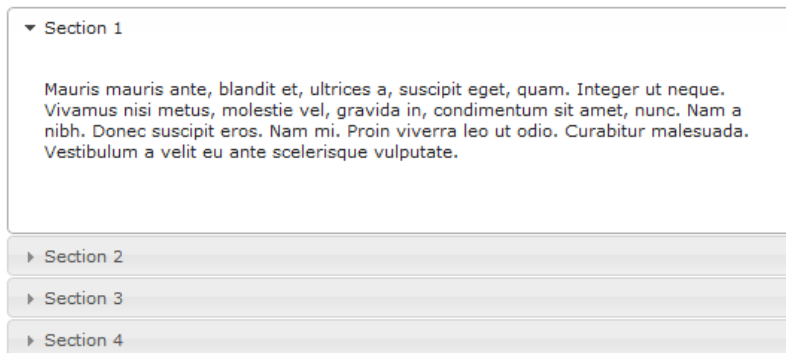 Section 1
Mauris mauris ante, blandit et, ultrices a, suscipit eget, quam. Integer ut neque.
Vivamus nisi metus, molestie vel, gravida in, condimentum sit amet, nunc. Nam a
nibh. Donec suscipit eros. Nam mi. Proin viverra leo ut odio. Curabitur malesuada.
Vestibulum a velit eu ante scelerisque vulputate.
Section 2
Section 3
Section 4